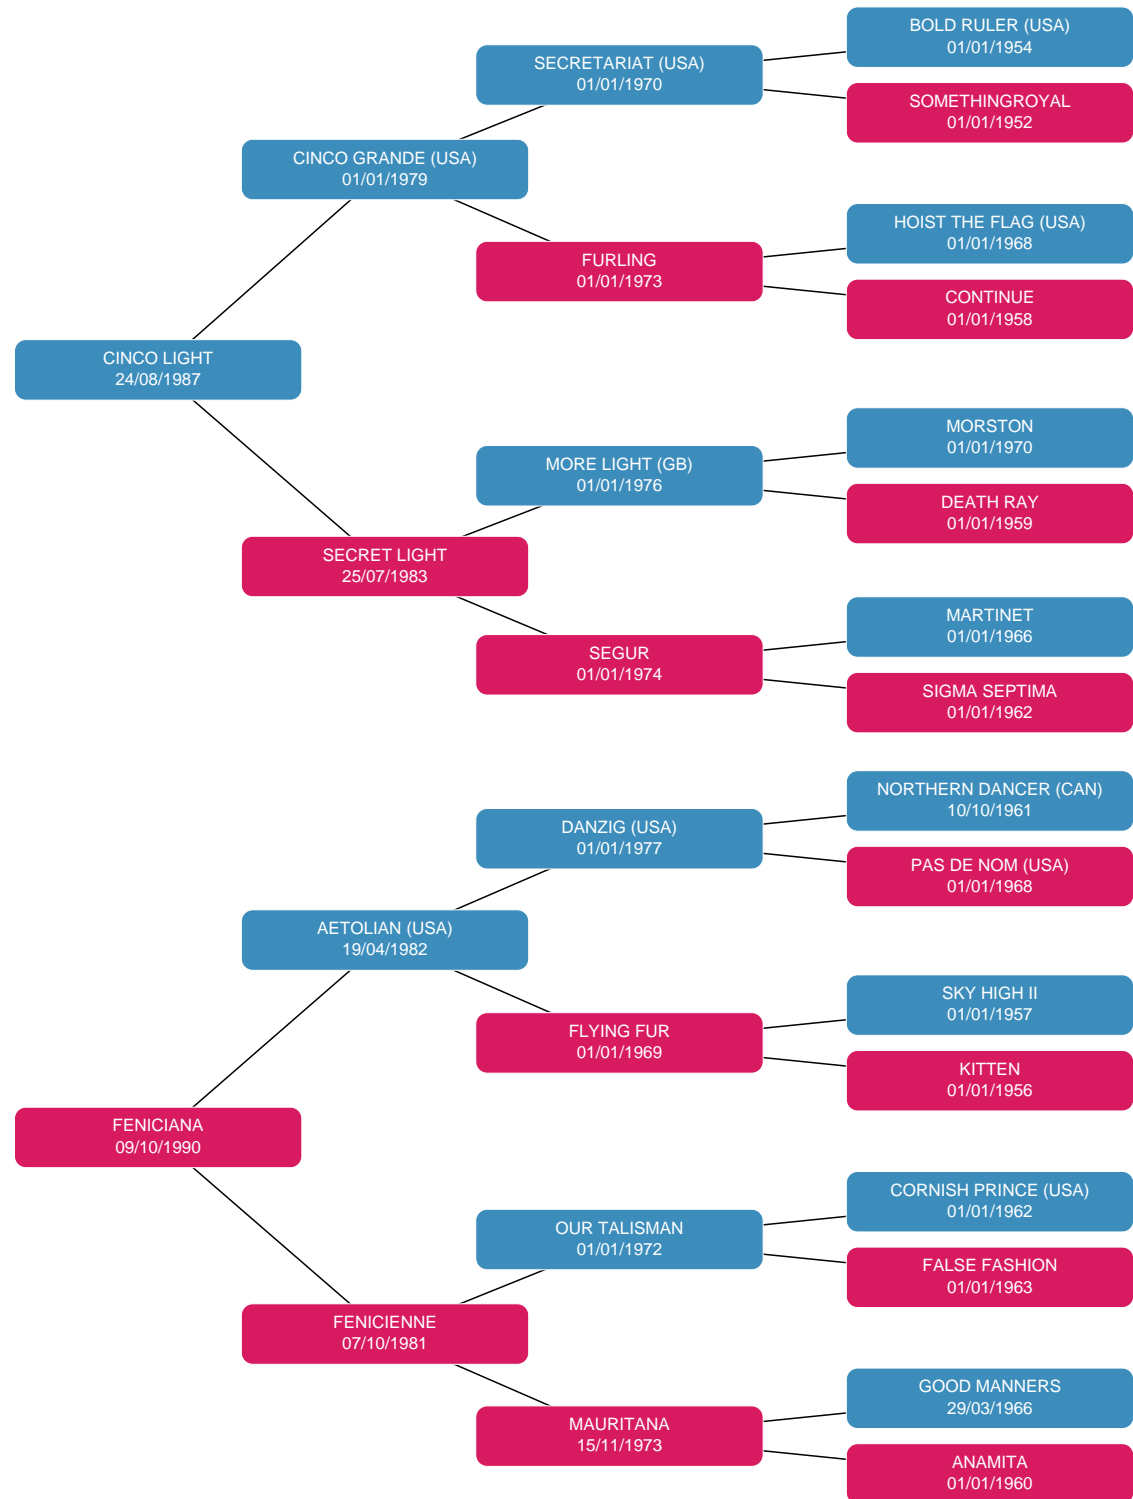 BOLD RULER (USA)
01/01/1954
SECRETARIAT (USA)
01/01/1970
SOMETHINGROYAL
01/01/1952
CINCO GRANDE (USA)
01/01/1979
HOIST THE FLAG (USA)
01/01/1968
FURLING
01/01/1973
CONTINUE
01/01/1958
CINCO LIGHT
24/08/1987
MORSTON
01/01/1970
MORE LIGHT (GB)
01/01/1976
DEATH RAY
01/01/1959
SECRET LIGHT
25/07/1983
MARTINET
01/01/1966
SEGUR
01/01/1974
SIGMA SEPTIMA
01/01/1962
NORTHERN DANCER (CAN)
10/10/1961
DANZIG (USA)
01/01/1977
PAS DE NOM (USA)
01/01/1968
AETOLIAN (USA)
19/04/1982
SKY HIGH II
01/01/1957
FLYING FUR
01/01/1969
KITTEN
01/01/1956
FENICIANA
09/10/1990
CORNISH PRINCE (USA)
01/01/1962
OUR TALISMAN
01/01/1972
FALSE FASHION
01/01/1963
FENICIENNE
07/10/1981
GOOD MANNERS
29/03/1966
MAURITANA
15/11/1973
ANAMITA
01/01/1960